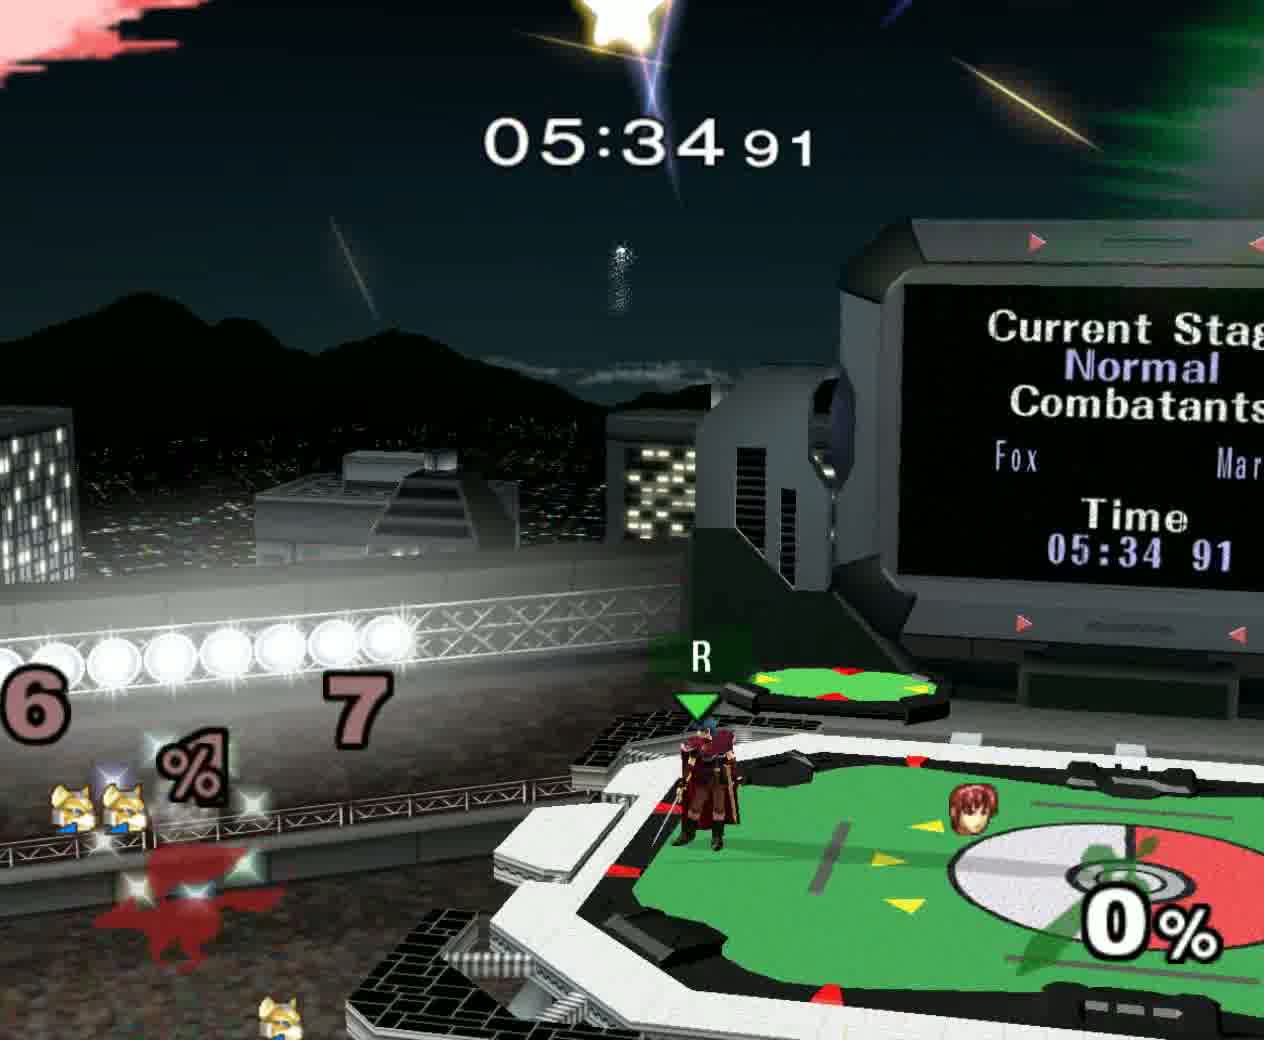 05:34 91
Current Stag
Normal
Combatants
Fox Mar
Time
05:34 91
R
6 % 7
0%